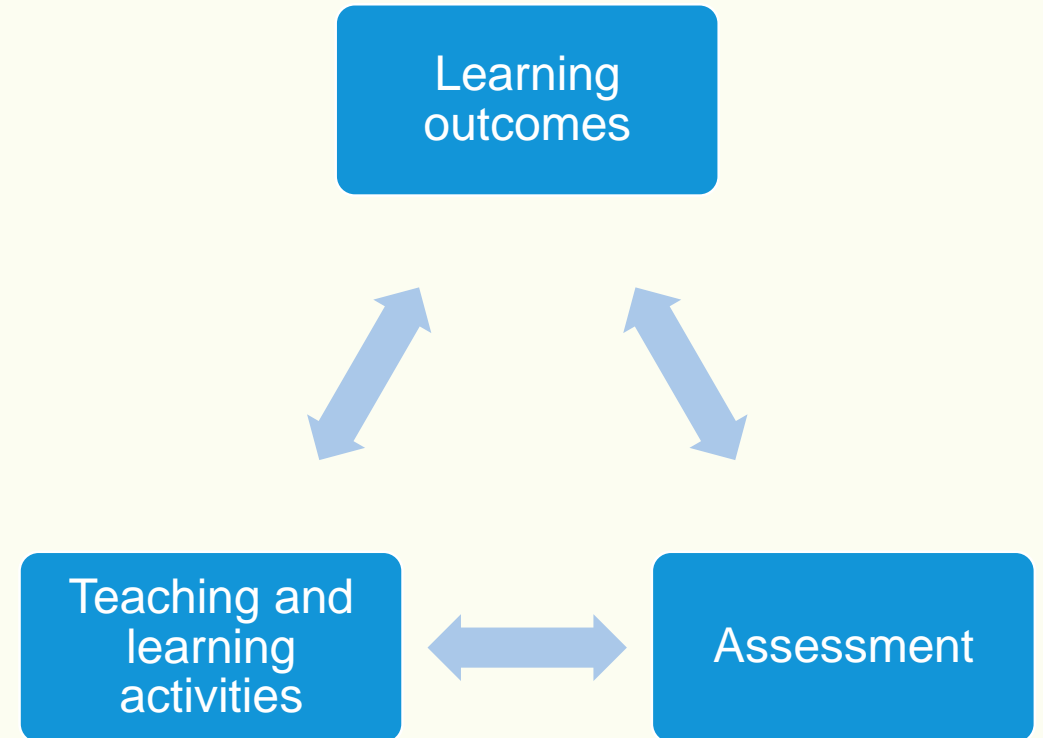 Learning
outcomes
Teaching and
learning
activities
Assessment